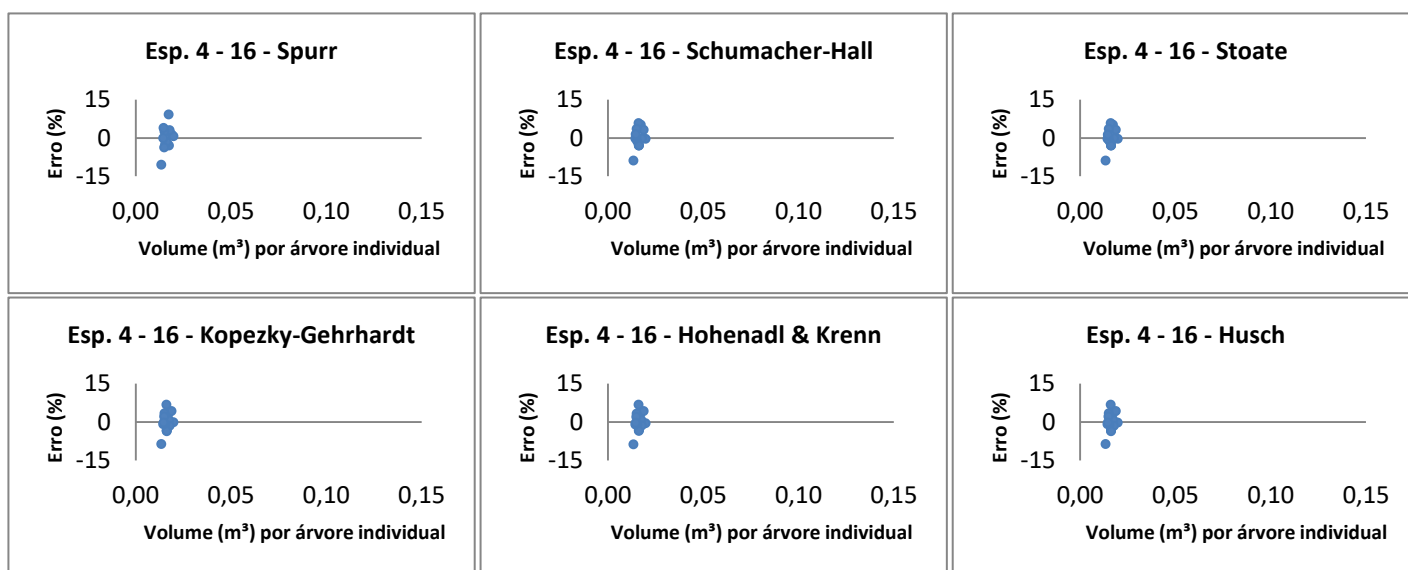 Esp. 4 - 16 - Spurr
15
0
-15
Erro (%)
0,00 0,05 0,10 0,15
Volume (m³) por árvore individual
Esp. 4 - 16 - Schumacher-Hall
15
0
-15
Erro (%)
0,00 0,05 0,10 0,15
Volume (m³) por árvore individual
Esp. 4 - 16 - Stoate
15
0
-15
Erro (%)
0,00 0,05 0,10 0,15
Volume (m³) por árvore individual
Esp. 4 - 16 - Kopezky-Gehrhardt
15
0
-15
Erro (%)
0,00 0,05 0,10 0,15
Volume (m³) por árvore individual
Esp. 4 - 16 - Hohenadl & Krenn
15
0
-15
Erro (%)
0,00 0,05 0,10 0,15
Volume (m³) por árvore individual
Esp. 4 - 16 - Husch
15
0
-15
Erro (%)
0,00 0,05 0,10 0,15
Volume (m³) por árvore individual